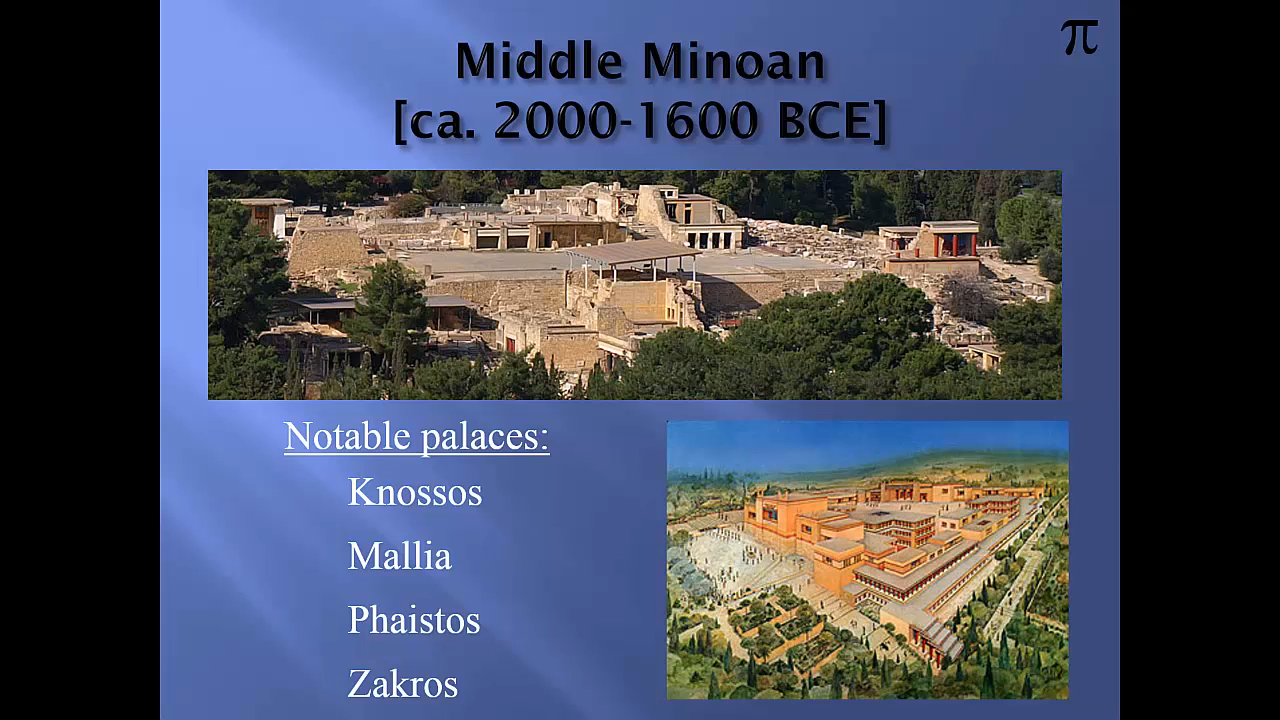 π
Middle Minoan
[ca. 2000-1600 BCE]
Notable palaces:
Knossos
Mallia
Phaistos
Zakros